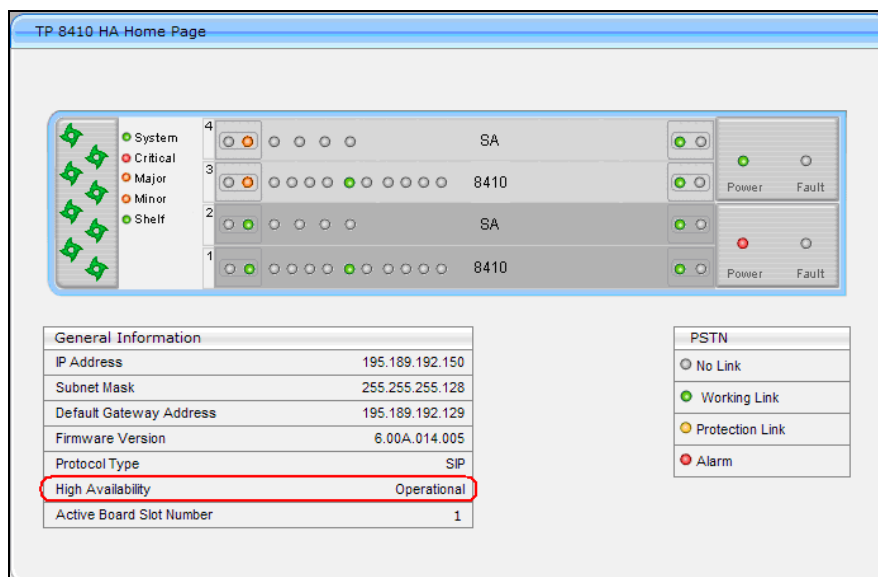 TP 8410 HA Home Page
System
Critical
Major
Minor
Shelf
4 SA
3 8410
2 SA
1 8410
Power Fault
Power Fault
General Information
IP Address 195.189.192.150
Subnet Mask 255.255.255.128
Default Gateway Address 195.189.192.129
Firmware Version 6.00A.014.005
Protocol Type SIP
High Availability Operational
Active Board Slot Number 1
PSTN
No Link
Working Link
Protection Link
Alarm